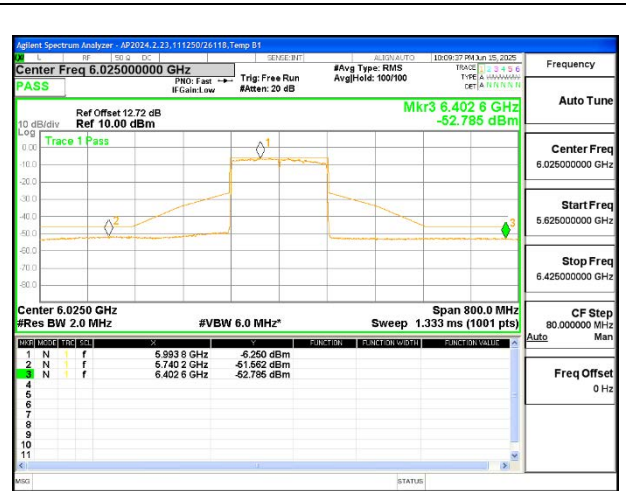 Agilent Spectrum Analyzer - AP2024.2.23,111250/26118,Temp B1
L RF 50 Ω DC SENSE:INT ALIGN AUTO 10:09:37 PM Jun 15, 2025
Center Freq 6.025000000 GHz
PASS
PNO: Fast
IFGain:Low
Trig: Free Run
#Atten: 20 dB
#Avg Type: RMS
Avg|Hold: 100/100
TRACE 1 2 3 4 5 6
TYPE A
DET A N N N N N
Frequency
Ref Offset 12.72 dB
Ref 10.00 dBm
10 dB/div
Log
Mkr3 6.402 6 GHz
-52.785 dBm
Auto Tune
Trace 1 Pass
0.00
-10.0
-20.0
-30.0
-40.0
-50.0
-60.0
-70.0
-80.0
1
2
3
Center Freq
6.025000000 GHz
Start Freq
5.625000000 GHz
Stop Freq
6.425000000 GHz
Center 6.0250 GHz
Span 800.0 MHz
#Res BW 2.0 MHz
#VBW 6.0 MHz*
Sweep 1.333 ms (1001 pts)
CF Step
80.000000 MHz
Auto Man
MKR MODE TRC SCL X Y FUNCTION FUNCTION WIDTH FUNCTION VALUE
1 N 1 f 5.993 8 GHz -6.250 dBm
2 N 1 f 5.740 2 GHz -51.562 dBm
3 N 1 f 6.402 6 GHz -52.785 dBm
4
5
6
7
8
9
10
11
Freq Offset
0 Hz
MSG
STATUS